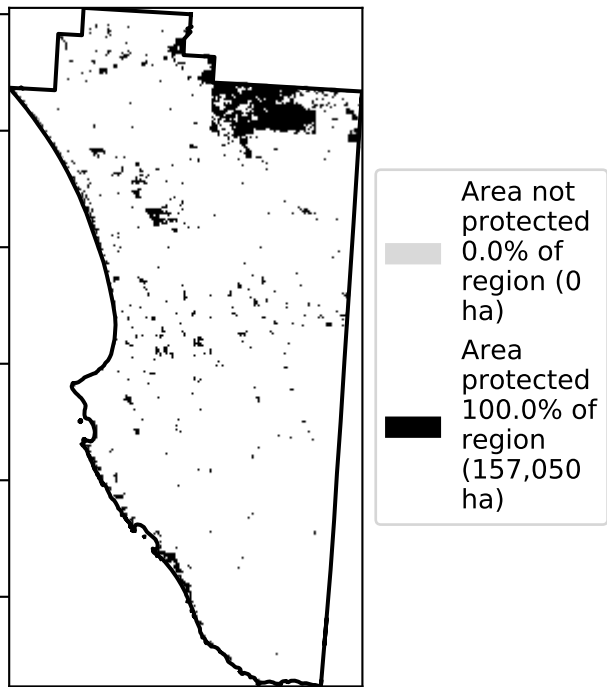 Area not
protected
0.0% of
region (0
ha)
Area
protected
100.0% of
region
(157,050
ha)